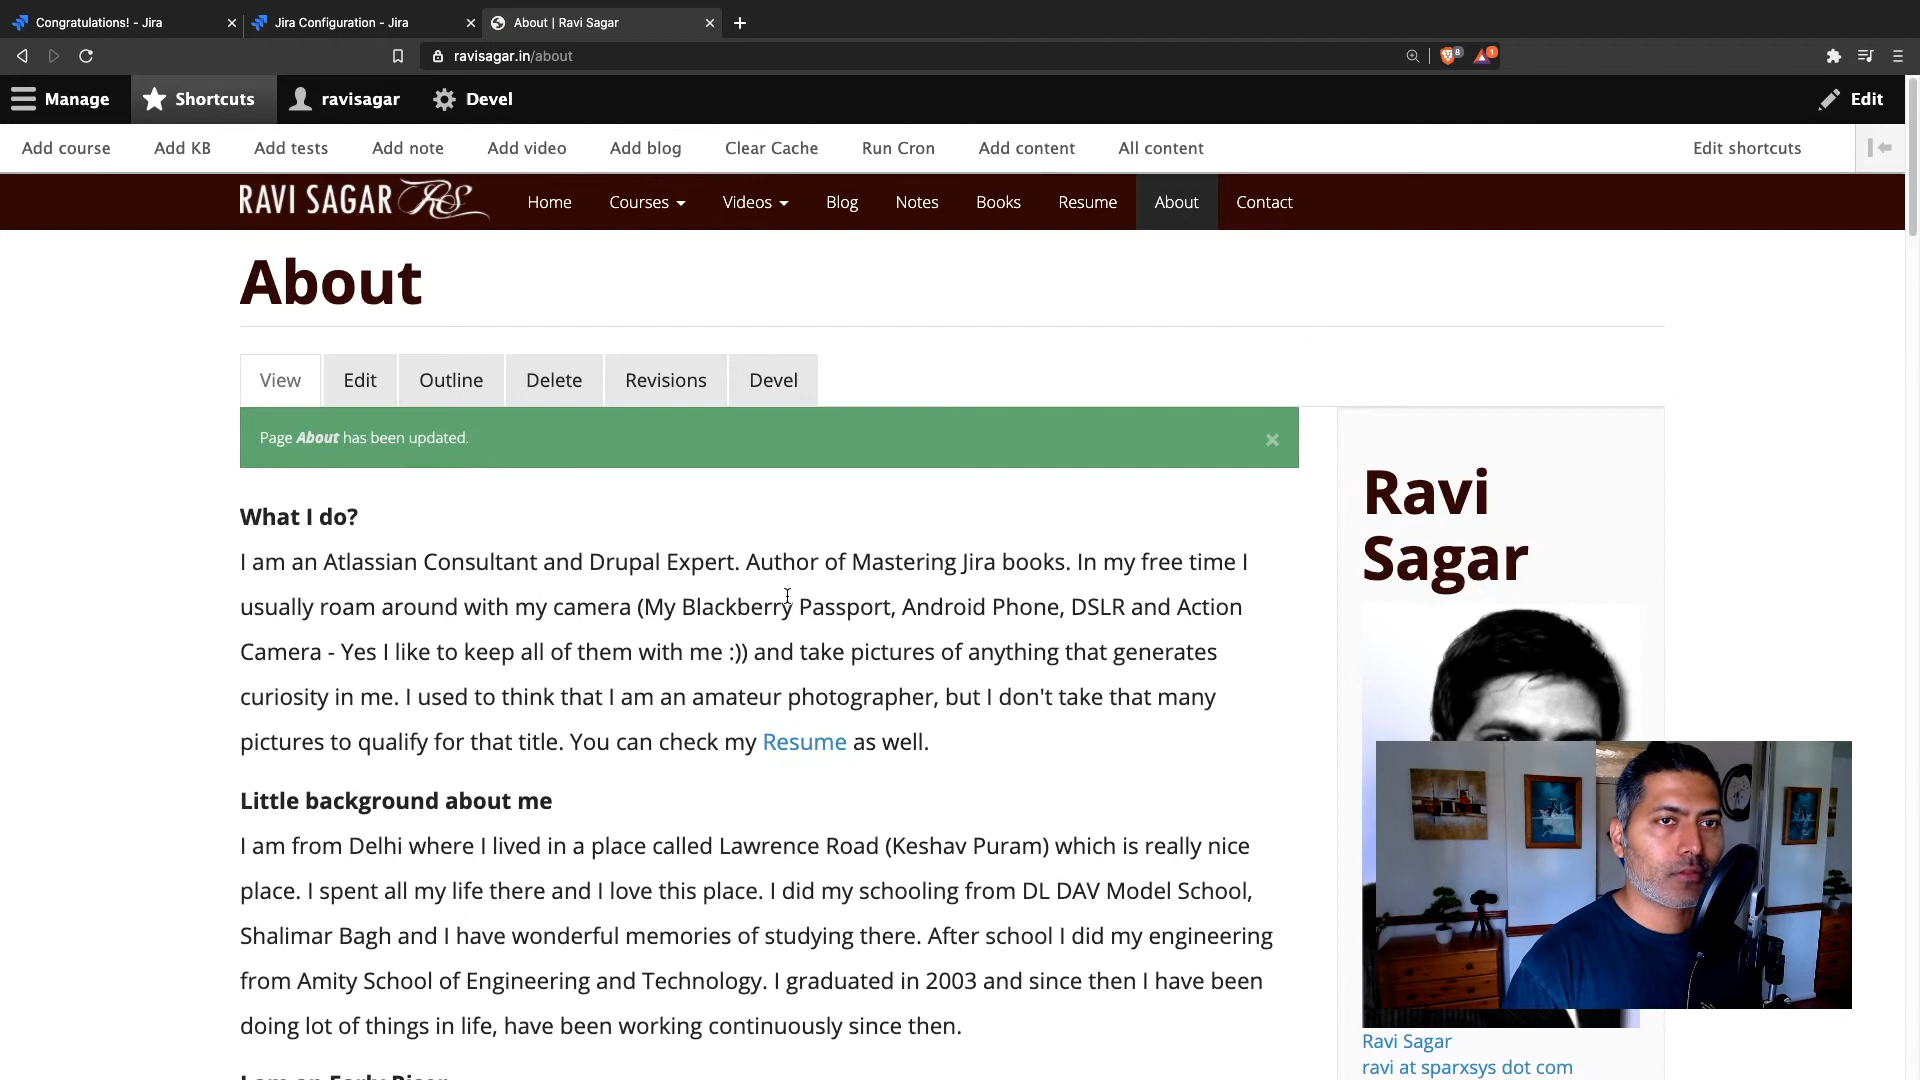 Congratulations! - Jira
Jira Configuration - Jira
About | Ravi Sagar
ravisagar.in/about
8
1
Manage
Shortcuts
ravisagar
Devel
Edit
Add course
Add KB
Add tests
Add note
Add video
Add blog
Clear Cache
Run Cron
Add content
All content
Edit shortcuts
RAVI SAGAR RS
Home
Courses
Videos
Blog
Notes
Books
Resume
About
Contact
About
View
Edit
Outline
Delete
Revisions
Devel
Page About has been updated.
What I do?
I am an Atlassian Consultant and Drupal Expert. Author of Mastering Jira books. In my free time I
usually roam around with my camera (My Blackberry Passport, Android Phone, DSLR and Action
Camera - Yes I like to keep all of them with me :)) and take pictures of anything that generates
curiosity in me. I used to think that I am an amateur photographer, but I don't take that many
pictures to qualify for that title. You can check my Resume as well.
Little background about me
I am from Delhi where I lived in a place called Lawrence Road (Keshav Puram) which is really nice
place. I spent all my life there and I love this place. I did my schooling from DL DAV Model School,
Shalimar Bagh and I have wonderful memories of studying there. After school I did my engineering
from Amity School of Engineering and Technology. I graduated in 2003 and since then I have been
doing lot of things in life, have been working continuously since then.
I am an Early Riser
Ravi
Sagar
Ravi Sagar
ravi at sparxsys dot com